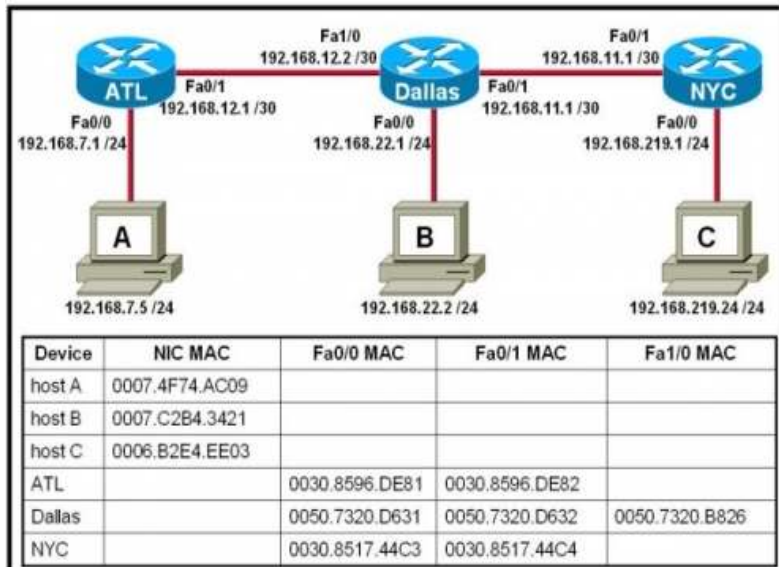 Fa1/0
192.168.12.2 /30
Fa0/1
192.168.11.1 /30
ATL
Fa0/1
192.168.12.1 /30
Dallas
Fa0/1
192.168.11.1 /30
NYC
Fa0/0
192.168.7.1 /24
Fa0/0
192.168.22.1 /24
Fa0/0
192.168.219.1 /24
A
B
C
192.168.7.5 /24
192.168.22.2 /24
192.168.219.24 /24
Device NIC MAC Fa0/0 MAC Fa0/1 MAC Fa1/0 MAC
host A 0007.4F74.AC09
host B 0007.C2B4.3421
host C 0006.B2E4.EE03
ATL 0030.8596.DE81 0030.8596.DE82
Dallas 0050.7320.D631 0050.7320.D632 0050.7320.B826
NYC 0030.8517.44C3 0030.8517.44C4